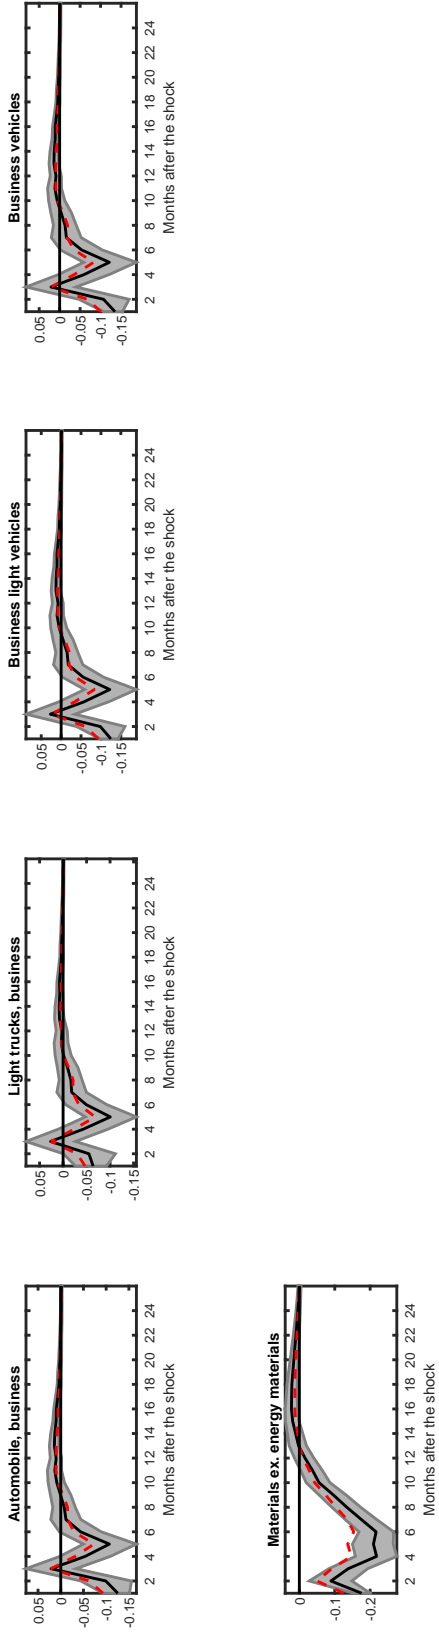 Automobile, business
0.05
0
-0.05
-0.1
-0.15
2 4 6 8 10 12 14 16 18 20 22 24
Months after the shock
Light trucks, business
0.05
0
-0.05
-0.1
-0.15
2 4 6 8 10 12 14 16 18 20 22 24
Months after the shock
Business light vehicles
0.05
0
-0.05
-0.1
-0.15
2 4 6 8 10 12 14 16 18 20 22 24
Months after the shock
Business vehicles
0.05
0
-0.05
-0.1
-0.15
2 4 6 8 10 12 14 16 18 20 22 24
Months after the shock
Materials ex. energy materials
0
-0.1
-0.2
2 4 6 8 10 12 14 16 18 20 22 24
Months after the shock